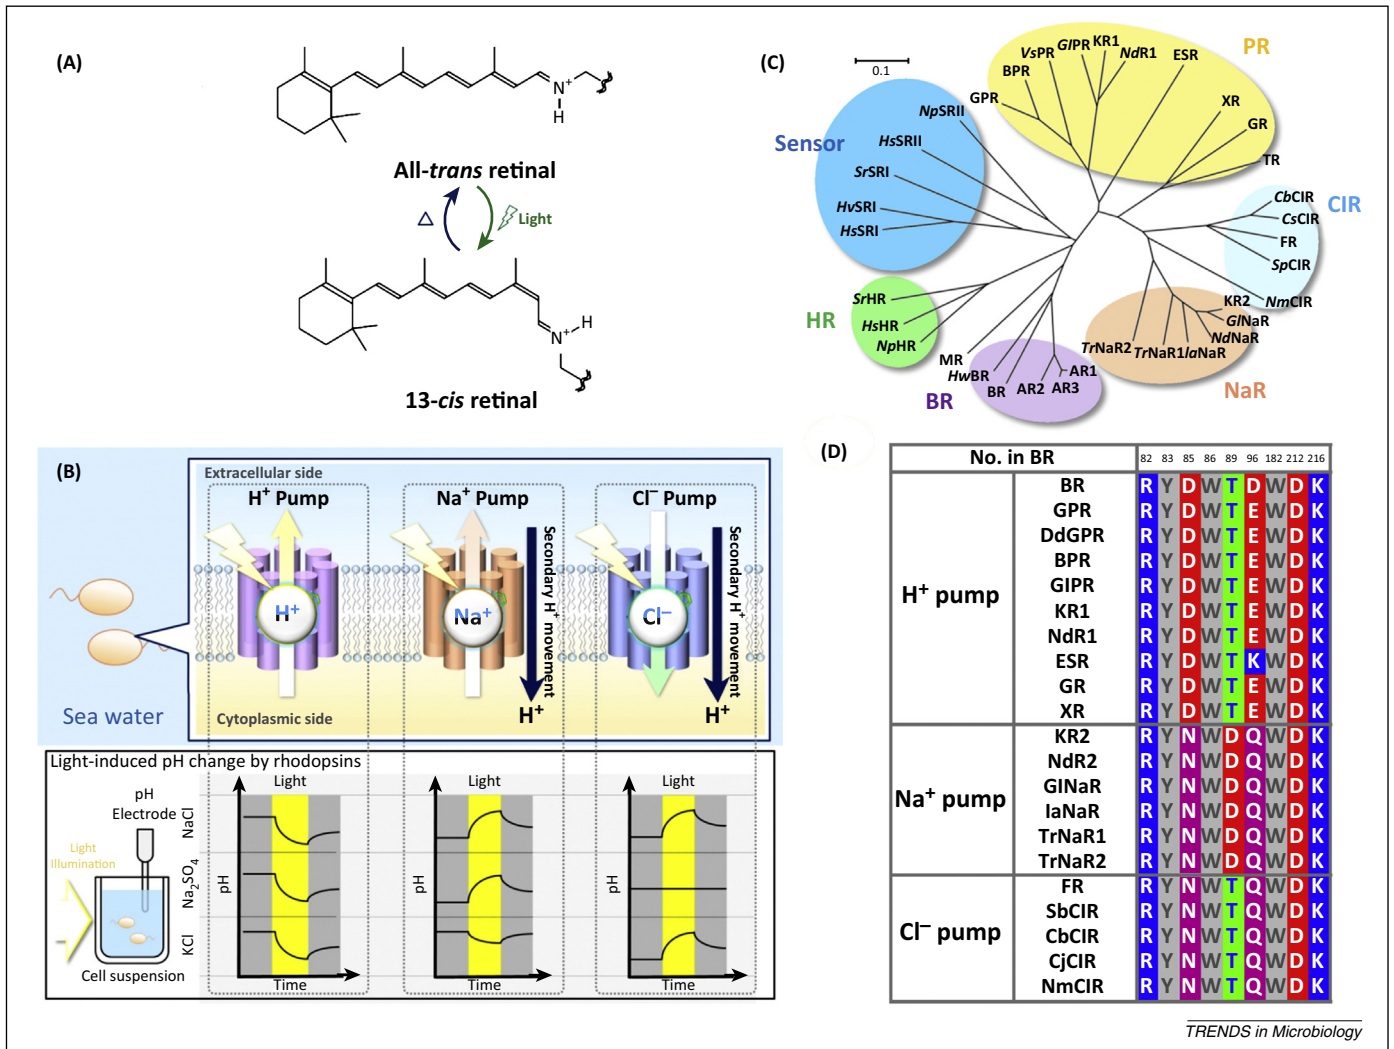 (A)
N+
H
All-trans retinal
△
Light
N+
H
13-cis retinal
(B)
Extracellular side
H+ Pump
Na+ Pump
Cl− Pump
H+
Na+
Cl−
Secondary H+ movement
Secondary H+ movement
H+
H+
Sea water
Cytoplasmic side
Light-induced pH change by rhodopsins
pH
Electrode
Light
Illumination
Cell suspension
NaCl
Na2SO4
KCl
Light
Light
Light
pH
pH
pH
Time
Time
Time
(C)
0.1
PR
VsPR
GlPR
KR1
NdR1
ESR
BPR
GPR
XR
GR
TR
Sensor
NpSRII
HsSRII
SrSRI
HvSRI
HsSRI
ClR
CbClR
CsClR
FR
SpClR
NmClR
HR
SrHR
HsHR
NpHR
MR
HwBR
BR
BR
AR2
AR3
AR1
TrNaR2
TrNaR1
IaNaR
KR2
GlNaR
NdNaR
NaR
(D)
No. in BR 82 83 85 86 89 96 182 212 216
H+ pump
BR R Y D W T D W D K
GPR R Y D W T E W D K
DdGPR R Y D W T E W D K
BPR R Y D W T E W D K
GlPR R Y D W T E W D K
KR1 R Y D W T E W D K
NdR1 R Y D W T E W D K
ESR R Y D W T K W D K
GR R Y D W T E W D K
XR R Y D W T E W D K
Na+ pump
KR2 R Y N W D Q W D K
NdR2 R Y N W D Q W D K
GlNaR R Y N W D Q W D K
IaNaR R Y N W D Q W D K
TrNaR1 R Y N W D Q W D K
TrNaR2 R Y N W D Q W D K
Cl− pump
FR R Y N W T Q W D K
SbClR R Y N W T Q W D K
CbClR R Y N W T Q W D K
CjClR R Y N W T Q W D K
NmClR R Y N W T Q W D K
TRENDS in Microbiology